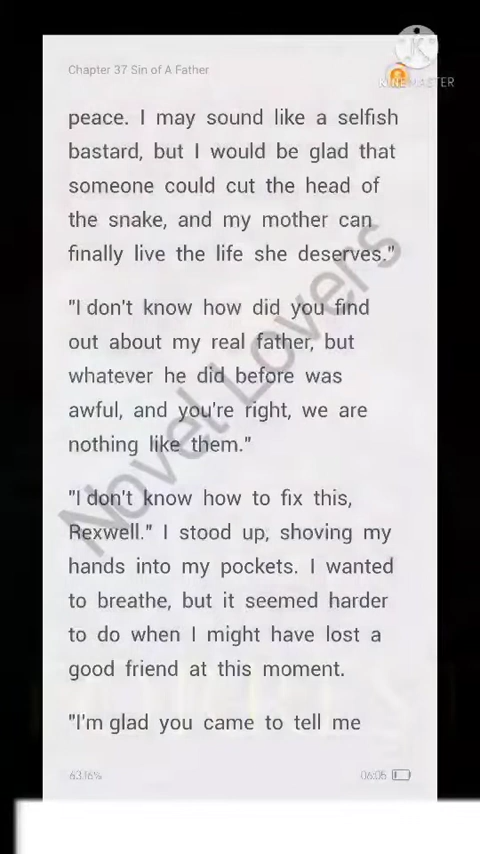 Chapter 37 Sin of A Father
KINEMASTER
peace. I may sound like a selfish
bastard, but I would be glad that
someone could cut the head of
the snake, and my mother can
finally live the life she deserves."
"I don't know how did you find
out about my real father, but
whatever he did before was
awful, and you're right, we are
nothing like them."
"I don't know how to fix this,
Rexwell." I stood up, shoving my
hands into my pockets. I wanted
to breathe, but it seemed harder
to do when I might have lost a
good friend at this moment.
"I'm glad you came to tell me
Novel Lovers
63.16%
06:05